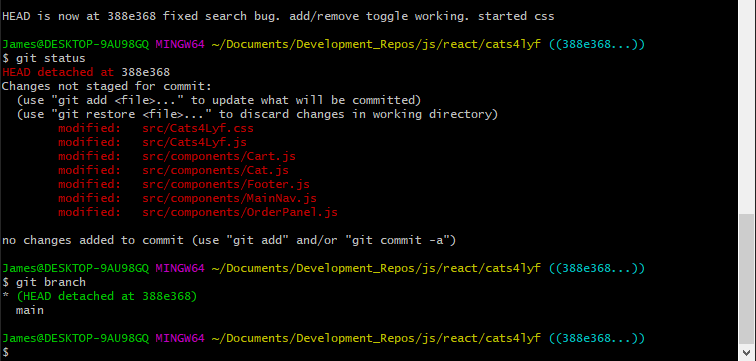 HEAD is now at 388e368 fixed search bug. add/remove toggle working. started css
James@DESKTOP-9AU98GQ MINGW64 ~/Documents/Development_Repos/js/react/cats4lyf ((388e368...))
$ git status
HEAD detached at 388e368
Changes not staged for commit:
  (use "git add <file>..." to update what will be committed)
  (use "git restore <file>..." to discard changes in working directory)
        modified:   src/Cats4Lyf.css
        modified:   src/Cats4Lyf.js
        modified:   src/components/Cart.js
        modified:   src/components/Cat.js
        modified:   src/components/Footer.js
        modified:   src/components/MainNav.js
        modified:   src/components/OrderPanel.js
no changes added to commit (use "git add" and/or "git commit -a")
James@DESKTOP-9AU98GQ MINGW64 ~/Documents/Development_Repos/js/react/cats4lyf ((388e368...))
$ git branch
* (HEAD detached at 388e368)
  main
James@DESKTOP-9AU98GQ MINGW64 ~/Documents/Development_Repos/js/react/cats4lyf ((388e368...))
$